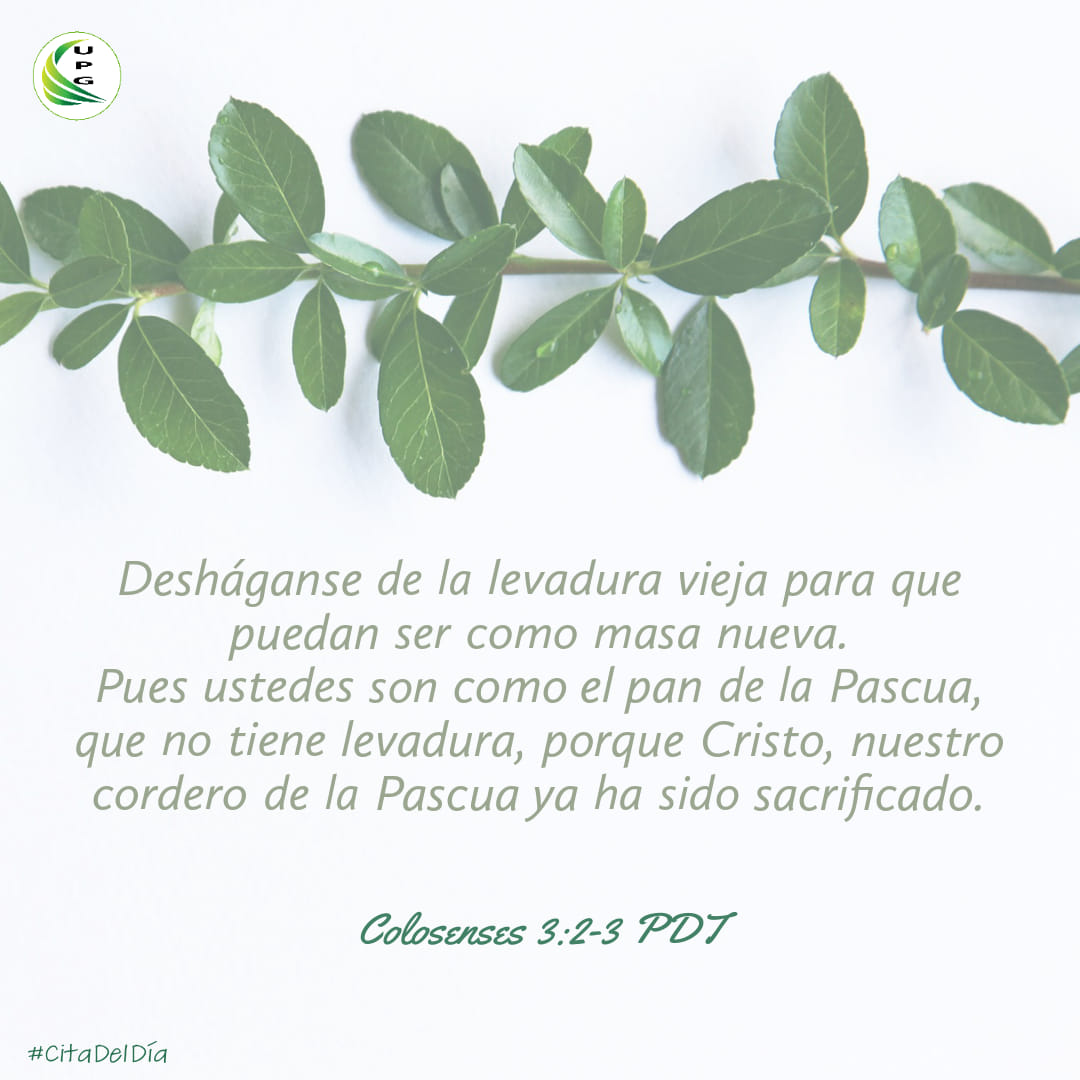 U
P
G
Desháganse de la levadura vieja para que
puedan ser como masa nueva.
Pues ustedes son como el pan de la Pascua,
que no tiene levadura, porque Cristo, nuestro
cordero de la Pascua ya ha sido sacrificado.
Colosenses 3:2-3 PDT
#CitaDelDía